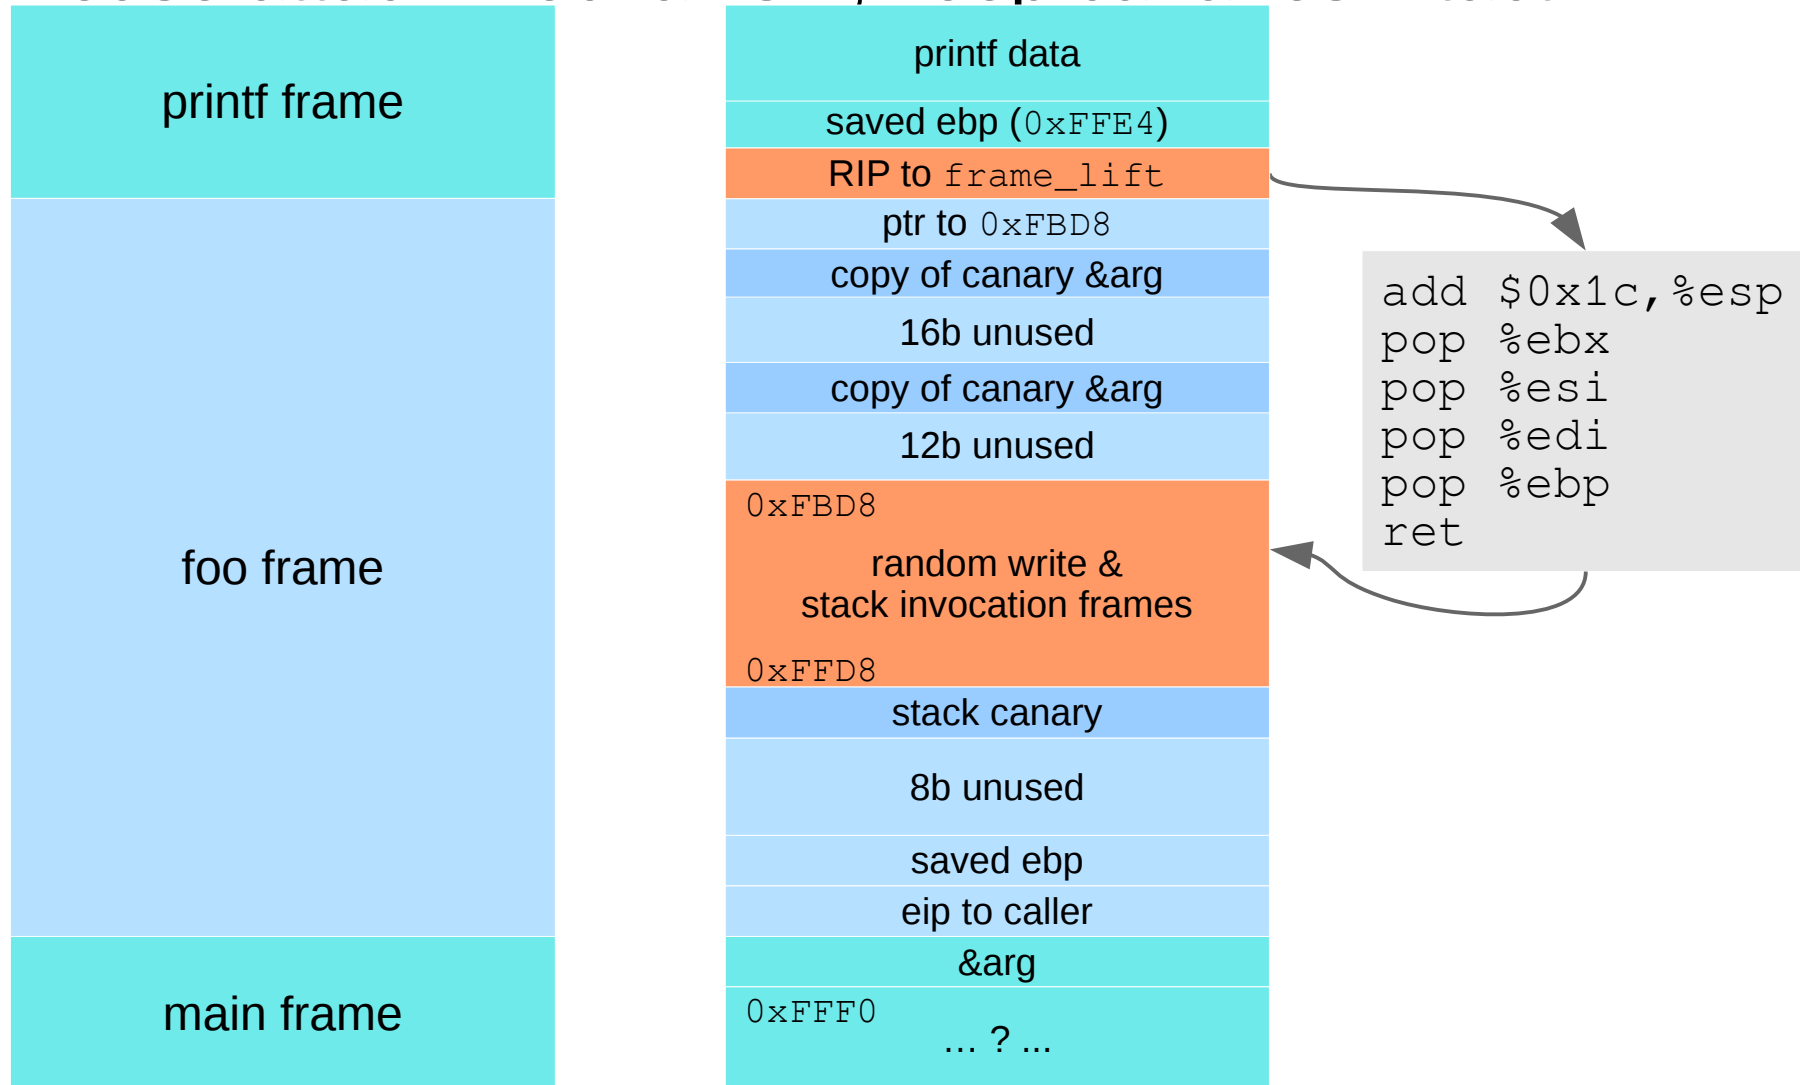 printf frame
foo frame
main frame
printf data
saved ebp (0xFFE4)
RIP to frame_lift
ptr to 0xFBD8
copy of canary &arg
16b unused
copy of canary &arg
12b unused
0xFBD8
random write &
stack invocation frames
0xFFD8
stack canary
8b unused
saved ebp
eip to caller
&arg
0xFFF0
… ? ...
add $0x1c,%esp
pop %ebx
pop %esi
pop %edi
pop %ebp
ret